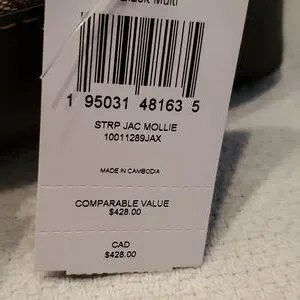 Black Multi
1 95031 48163 5
STRP JAC MOLLIE
10011289JAX
MADE IN CAMBODIA
COMPARABLE VALUE
$428.00
CAD
$428.00